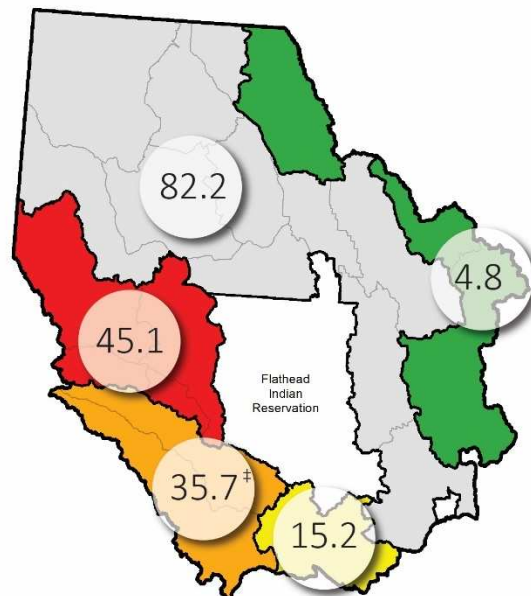 82.2
4.8
45.1
Flathead
Indian
Reservation
35.7‡
15.2